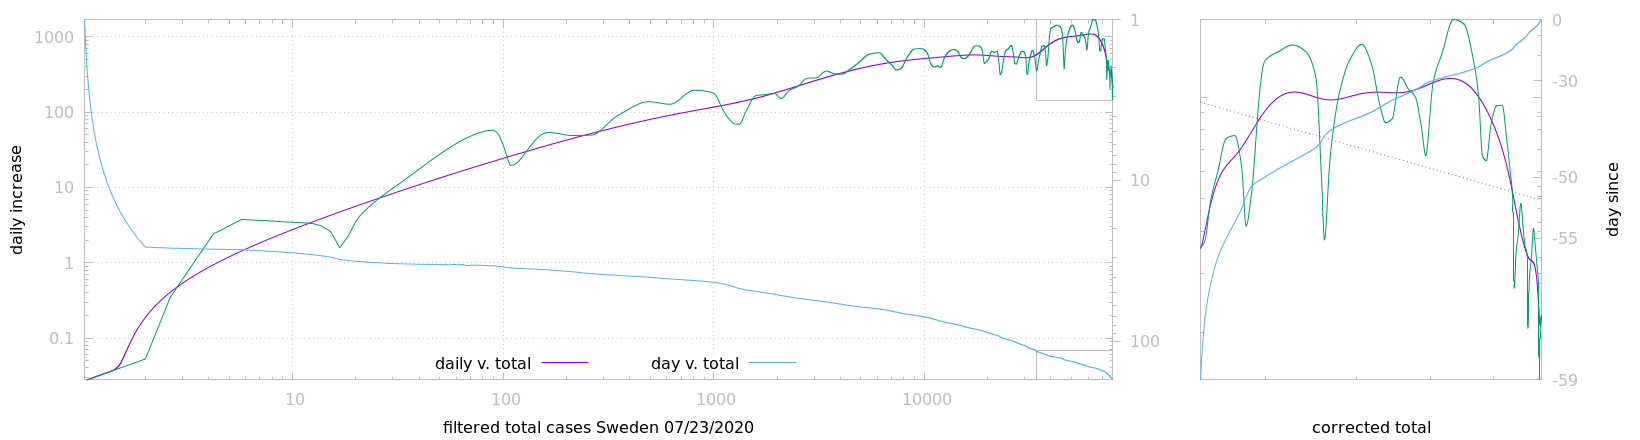 1000
100
10
1
0.1
daily increase
daily v. total
day v. total
10
100
1000
10000
filtered total cases Sweden 07/23/2020
1
10
100
0
-30
-50
-55
-59
day since
corrected total